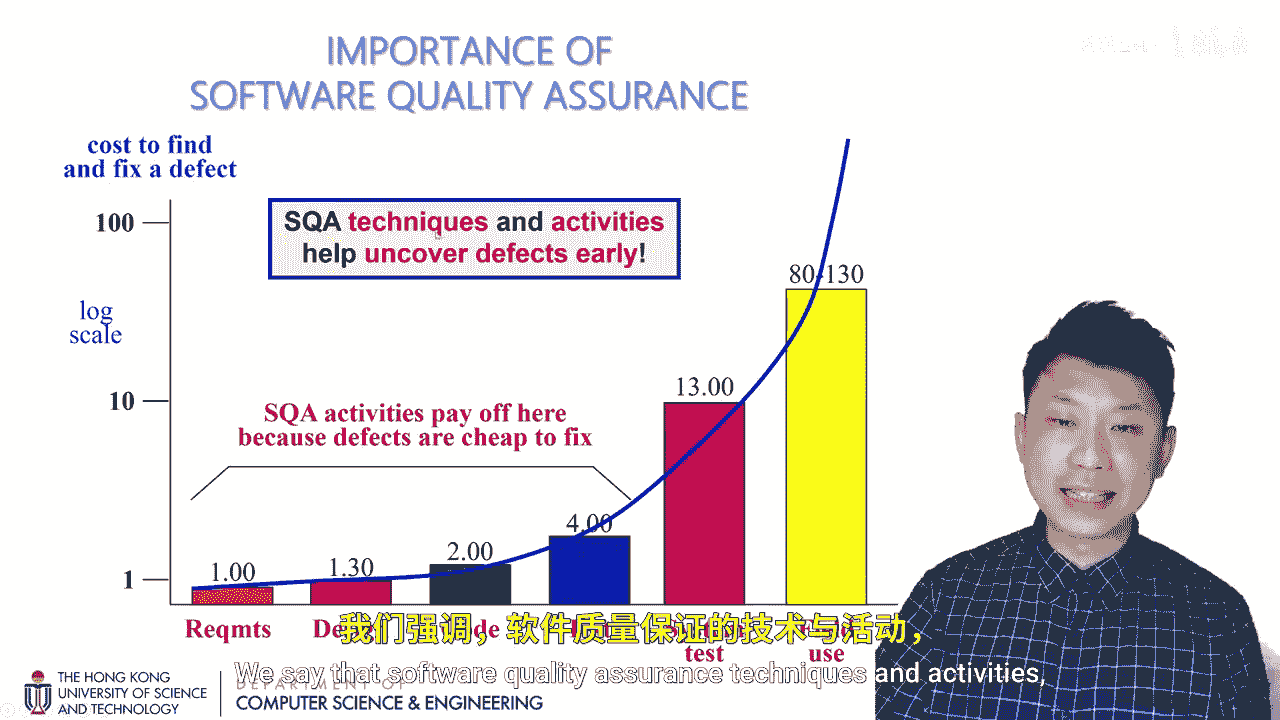 IMPORTANCE OF
SOFTWARE QUALITY ASSURANCE
cost to find
and fix a defect
100
log
scale
10
1
SQA techniques and activities
help uncover defects early!
SQA activities pay off here
because defects are cheap to fix
1.00
1.30
2.00
4.00
13.00
80-130
Reqmts
test
use
我们强调，软件质量保证的技术与活动，
We say that software quality assurance techniques and activities,
THE HONG KONG
UNIVERSITY OF SCIENCE
AND TECHNOLOGY
DEPARTMENT OF
COMPUTER SCIENCE & ENGINEERING